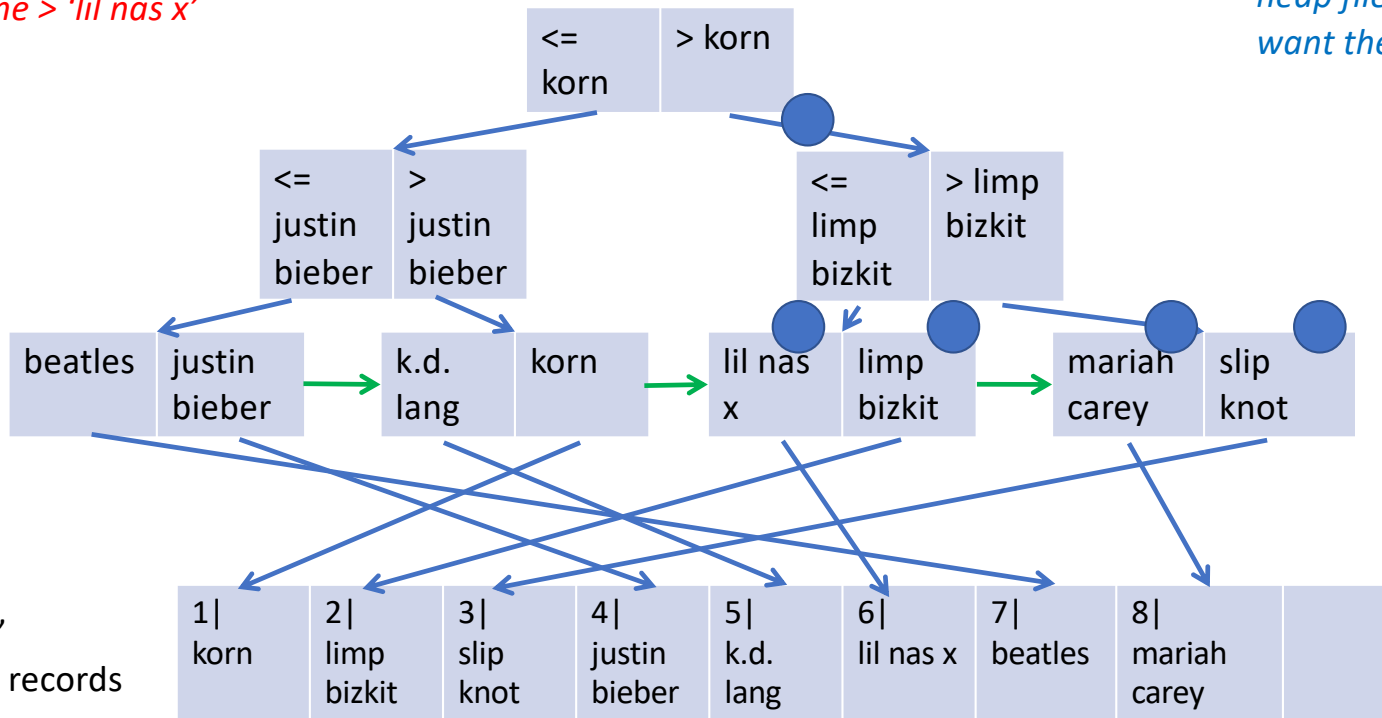 me > 'lil nas x'
heap file
want the
<= korn
> korn
<= justin bieber
> justin bieber
<= limp bizkit
> limp bizkit
beatles
justin bieber
k.d. lang
korn
lil nas x
limp bizkit
mariah carey
slip knot
,
records
1| korn
2| limp bizkit
3| slip knot
4| justin bieber
5| k.d. lang
6| lil nas x
7| beatles
8| mariah carey